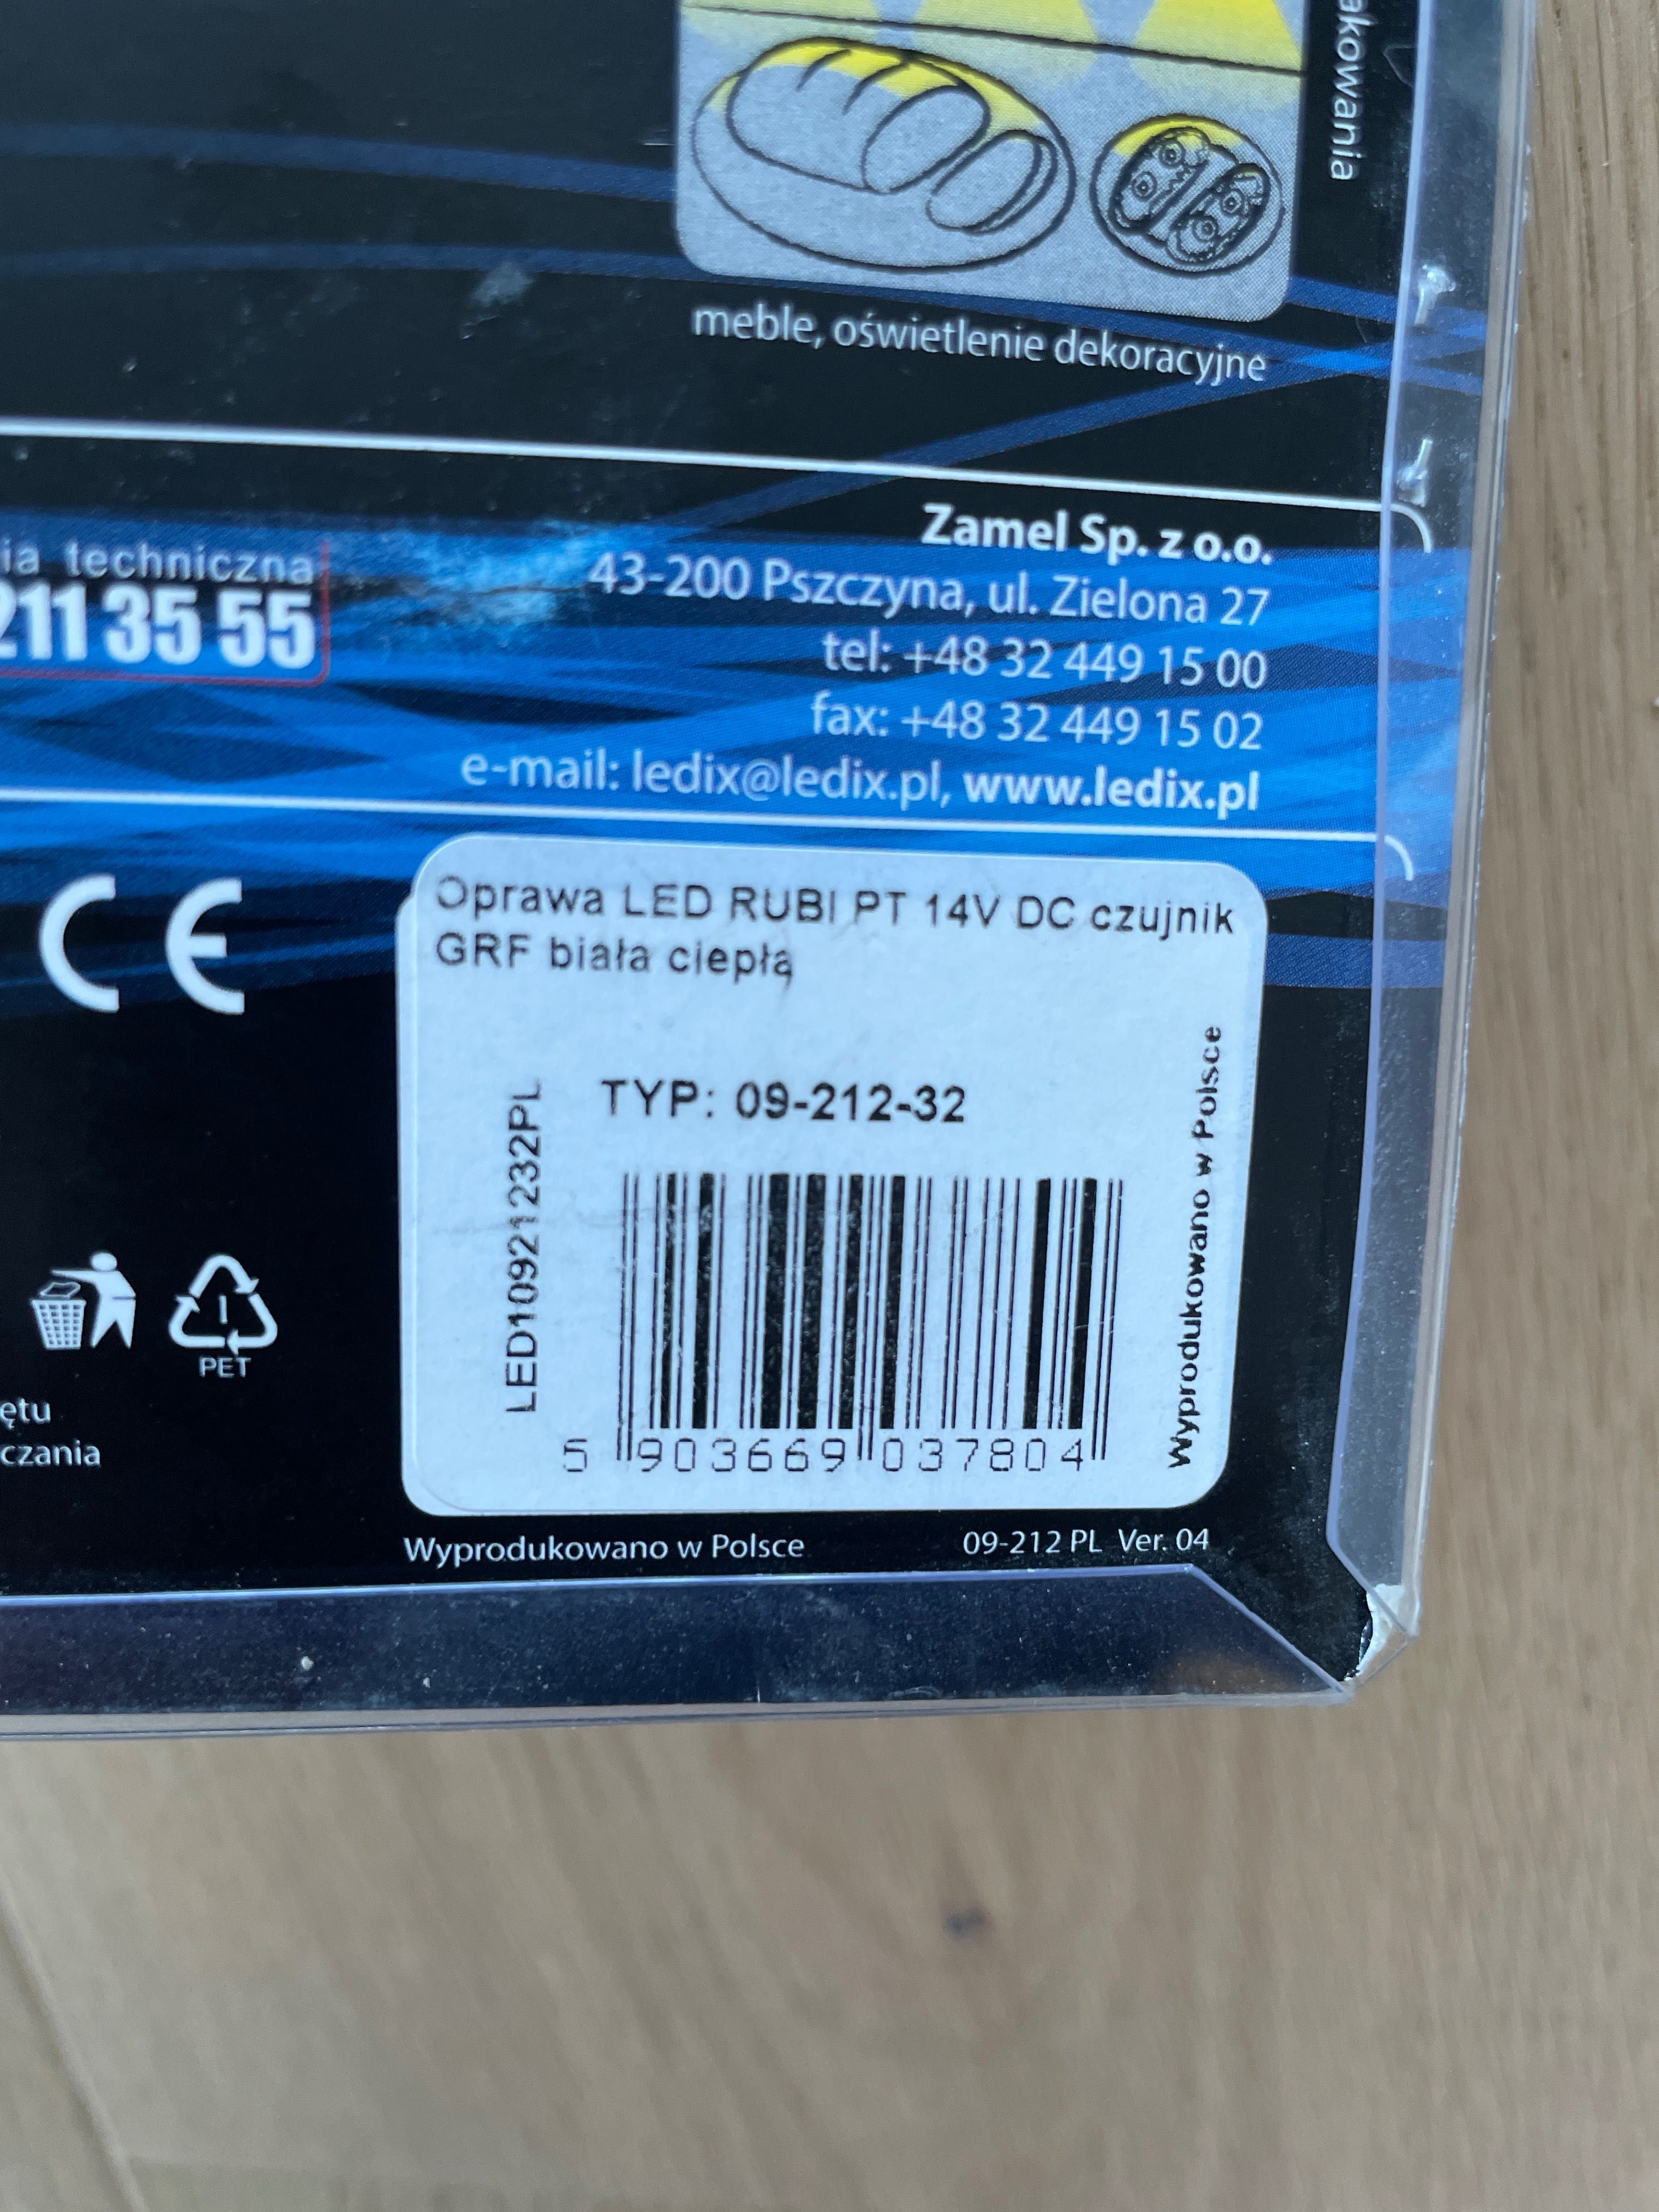 akowania
meble, oświetlenie dekoracyjne
ia techniczna
211 35 55
Zamel Sp. z o.o.
43-200 Pszczyna, ul. Zielona 27
tel: +48 32 449 15 00
fax: +48 32 449 15 02
e-mail: ledix@ledix.pl, www.ledix.pl
CE
Oprawa LED RUBI PT 14V DC czujnik
GRF biała ciepłą
TYP: 09-212-32
LED10921232PL
Wyprodukowano w Polsce
5 903669 037804
1
PET
ętu
czania
Wyprodukowano w Polsce
09-212 PL Ver. 04